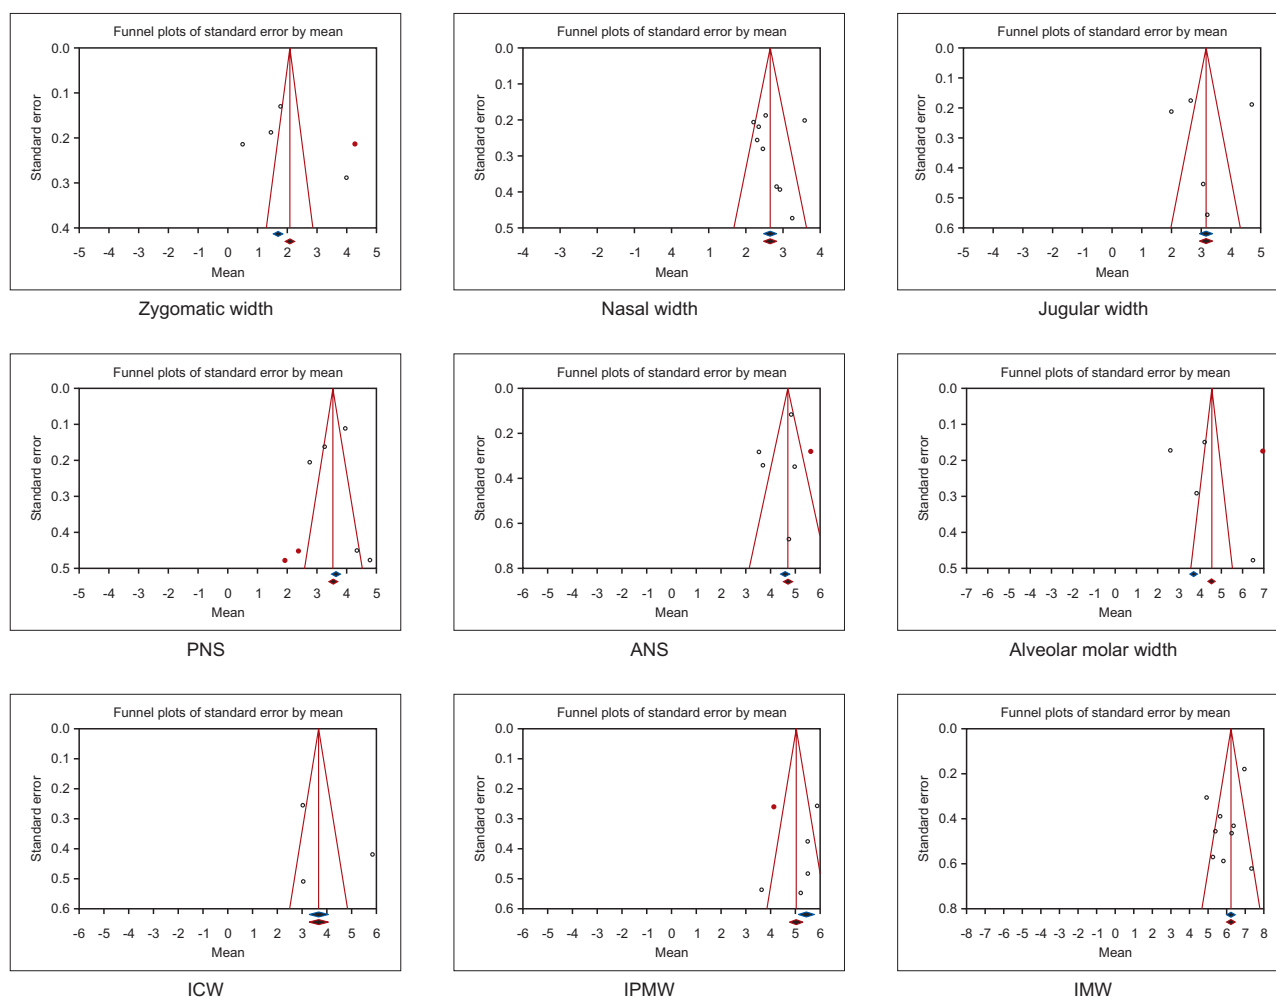 Funnel plots of standard error by mean
Standard error
0.0
0.1
0.2
0.3
0.4
-5 -4 -3 -2 -1 0 1 2 3 4 5
Mean
Zygomatic width
Funnel plots of standard error by mean
Standard error
0.0
0.1
0.2
0.3
0.4
0.5
-4 -3 -2 -1 0 1 2 3 4
Mean
Nasal width
Funnel plots of standard error by mean
Standard error
0.0
0.1
0.2
0.3
0.4
0.5
0.6
-5 -4 -3 -2 -1 0 1 2 3 4 5
Mean
Jugular width
Funnel plots of standard error by mean
Standard error
0.0
0.1
0.2
0.3
0.4
0.5
-5 -4 -3 -2 -1 0 1 2 3 4 5
Mean
PNS
Funnel plots of standard error by mean
Standard error
0.0
0.2
0.4
0.6
0.8
-6 -5 -4 -3 -2 -1 0 1 2 3 4 5 6
Mean
ANS
Funnel plots of standard error by mean
Standard error
0.0
0.1
0.2
0.3
0.4
0.5
-7 -6 -5 -4 -3 -2 -1 0 1 2 3 4 5 6 7
Mean
Alveolar molar width
Funnel plots of standard error by mean
Standard error
0.0
0.1
0.2
0.3
0.4
0.5
0.6
-6 -5 -4 -3 -2 -1 0 1 2 3 4 5 6
Mean
ICW
Funnel plots of standard error by mean
Standard error
0.0
0.1
0.2
0.3
0.4
0.5
0.6
-6 -5 -4 -3 -2 -1 0 1 2 3 4 5 6
Mean
IPMW
Funnel plots of standard error by mean
Standard error
0.0
0.2
0.4
0.6
0.8
-8 -7 -6 -5 -4 -3 -2 -1 0 1 2 3 4 5 6 7 8
Mean
IMW